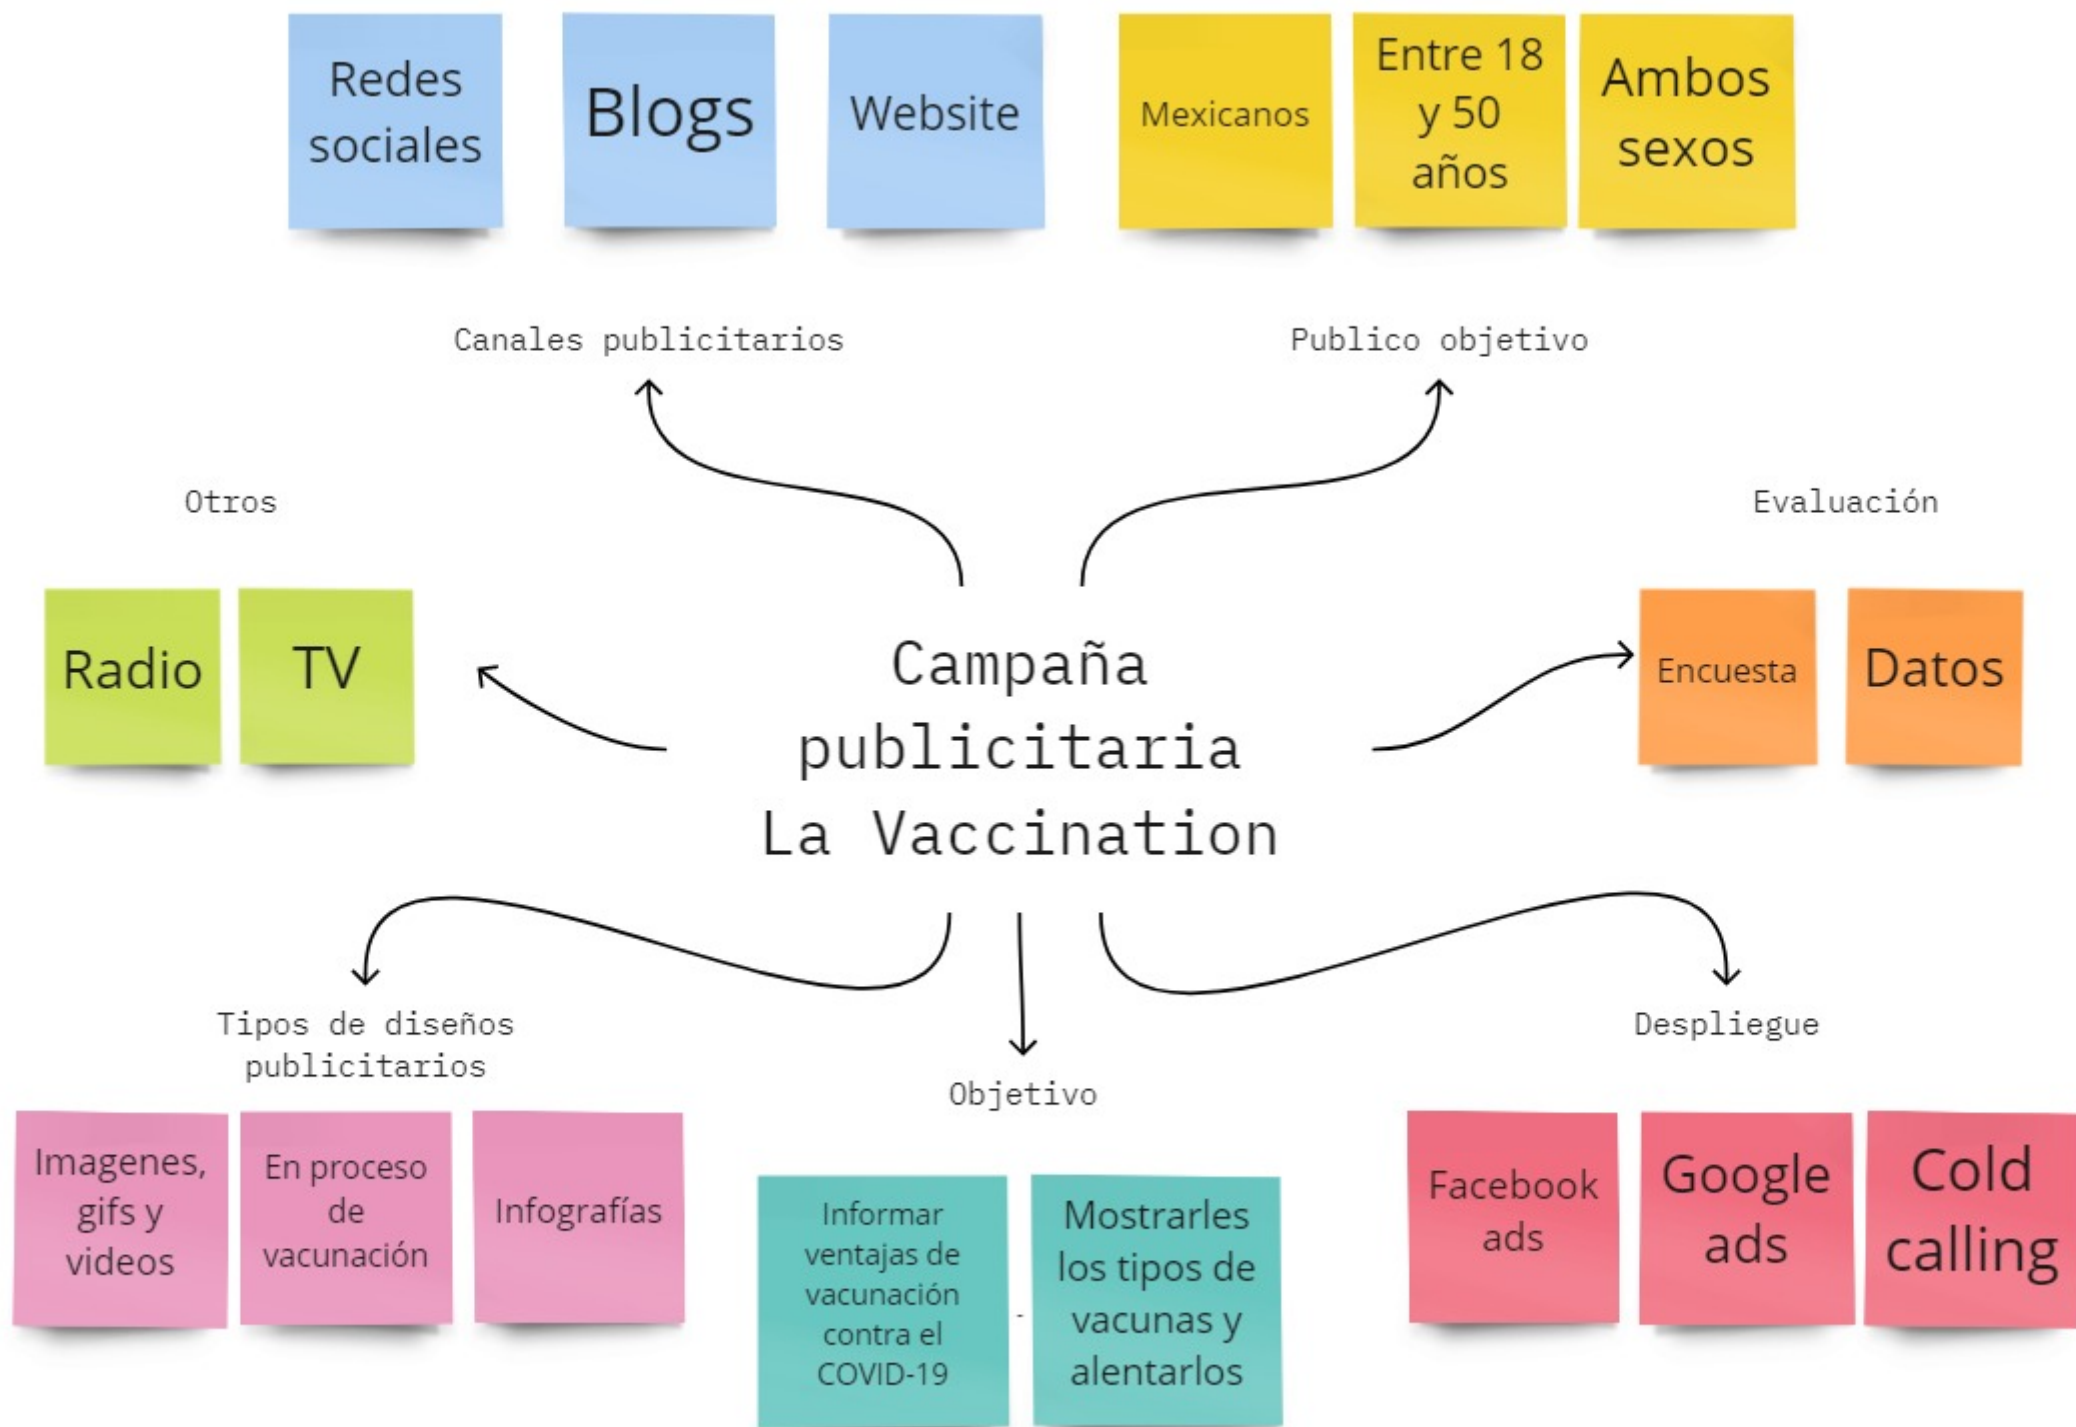 Redes
sociales
Blogs
Website
Mexicanos
Entre 18
y 50
años
Ambos
sexos
Canales publicitarios
Publico objetivo
Otros
Evaluación
Radio
TV
Campaña
publicitaria
La Vaccination
Encuesta
Datos
Tipos de diseños
publicitarios
Objetivo
Despliegue
Imagenes,
gifs y
videos
En proceso
de
vacunación
Infografías
Informar
ventajas de
vacunación
contra el
COVID-19
-
Mostrarles
los tipos de
vacunas y
alentarlos
Facebook
ads
Google
ads
Cold
calling